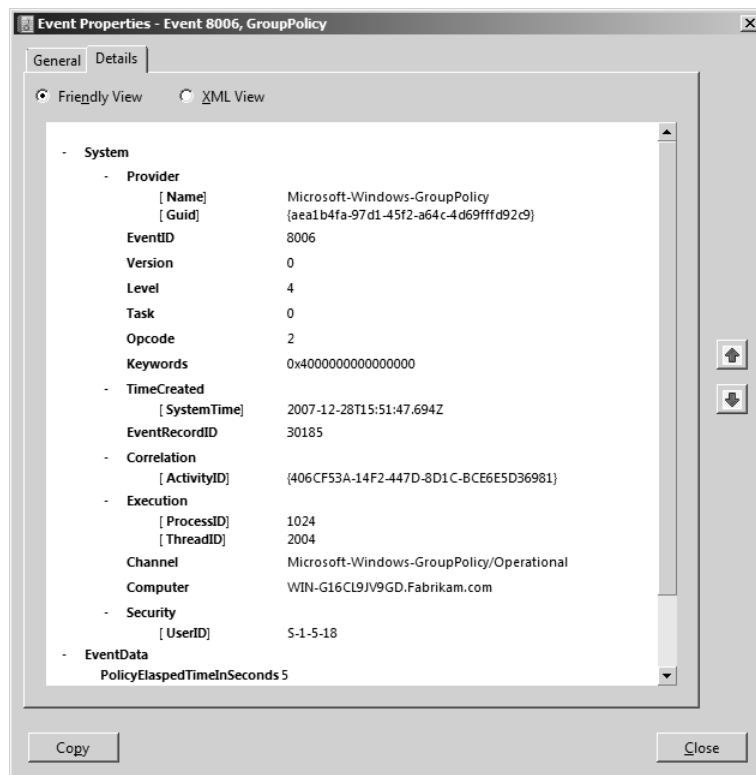 Event Properties - Event 8006, GroupPolicy
General Details
Friendly View XML View
- System
- Provider
[ Name] Microsoft-Windows-GroupPolicy
[ Guid] {aea1b4fa-97d1-45f2-a64c-4d69fffd92c9}
EventID 8006
Version 0
Level 4
Task 0
Opcode 2
Keywords 0x4000000000000000
- TimeCreated
[ SystemTime] 2007-12-28T15:51:47.694Z
EventRecordID 30185
- Correlation
[ ActivityID] {406CF53A-14F2-447D-8D1C-BCE6E5D36981}
- Execution
[ ProcessID] 1024
[ ThreadID] 2004
Channel Microsoft-Windows-GroupPolicy/Operational
Computer WIN-G16CL9JV9GD.Fabrikam.com
- Security
[ UserID] S-1-5-18
- EventData
PolicyElaspedTimeInSeconds 5
Copy Close